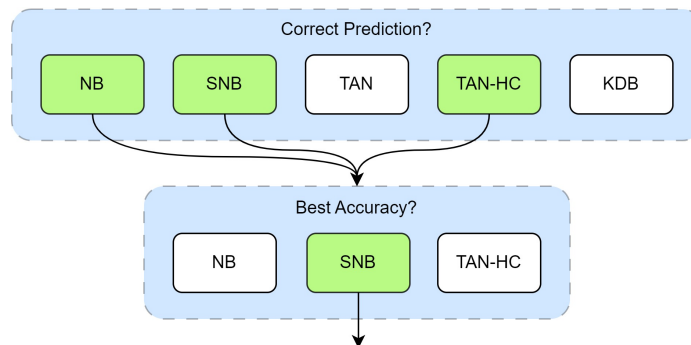 Correct Prediction?
NB
SNB
TAN
TAN-HC
KDB
Best Accuracy?
NB
SNB
TAN-HC